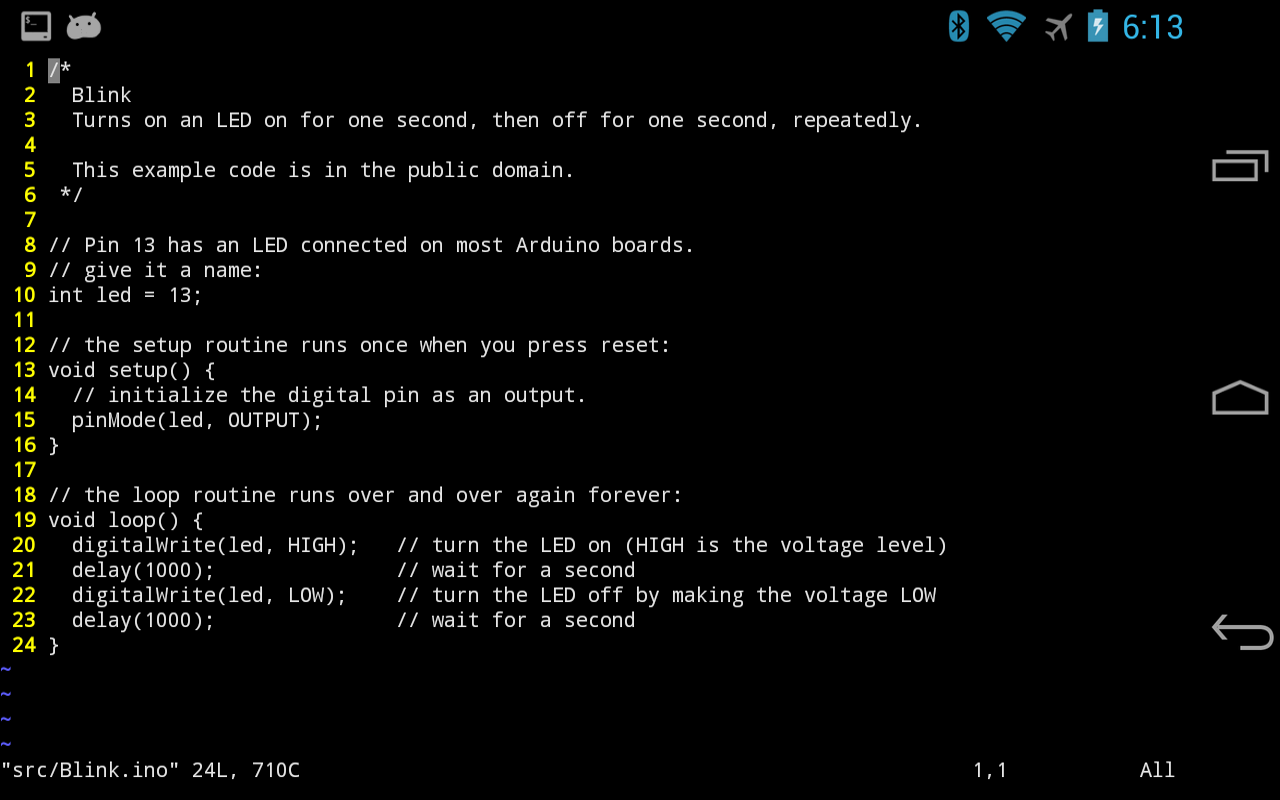 6:13
1 /*
2   Blink
3   Turns on an LED on for one second, then off for one second, repeatedly.
4
5   This example code is in the public domain.
6  */
7
8 // Pin 13 has an LED connected on most Arduino boards.
9 // give it a name:
10 int led = 13;
11
12 // the setup routine runs once when you press reset:
13 void setup() {
14   // initialize the digital pin as an output.
15   pinMode(led, OUTPUT);
16 }
17
18 // the loop routine runs over and over again forever:
19 void loop() {
20   digitalWrite(led, HIGH);   // turn the LED on (HIGH is the voltage level)
21   delay(1000);               // wait for a second
22   digitalWrite(led, LOW);    // turn the LED off by making the voltage LOW
23   delay(1000);               // wait for a second
24 }
~
~
~
~
"src/Blink.ino" 24L, 710C 1,1 All